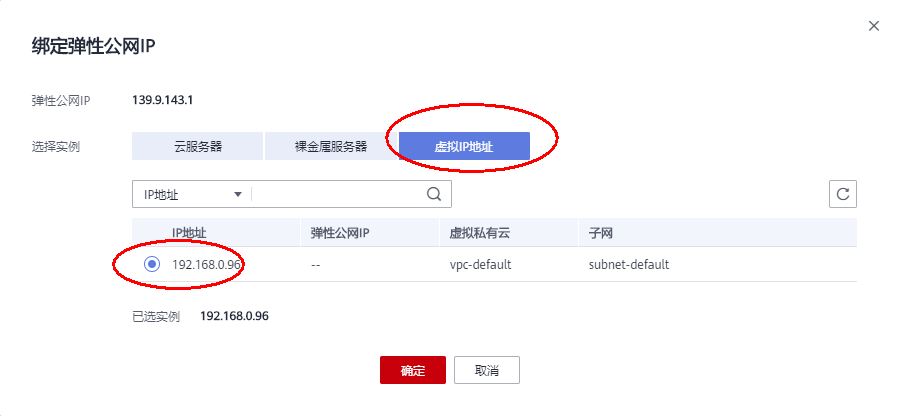 绑定弹性公网IP
弹性公网IP 139.9.143.1
选择实例 云服务器 裸金属服务器 虚拟IP地址
IP地址
IP地址 弹性公网IP 虚拟私有云 子网
192.168.0.96 -- vpc-default subnet-default
已选实例 192.168.0.96
确定 取消